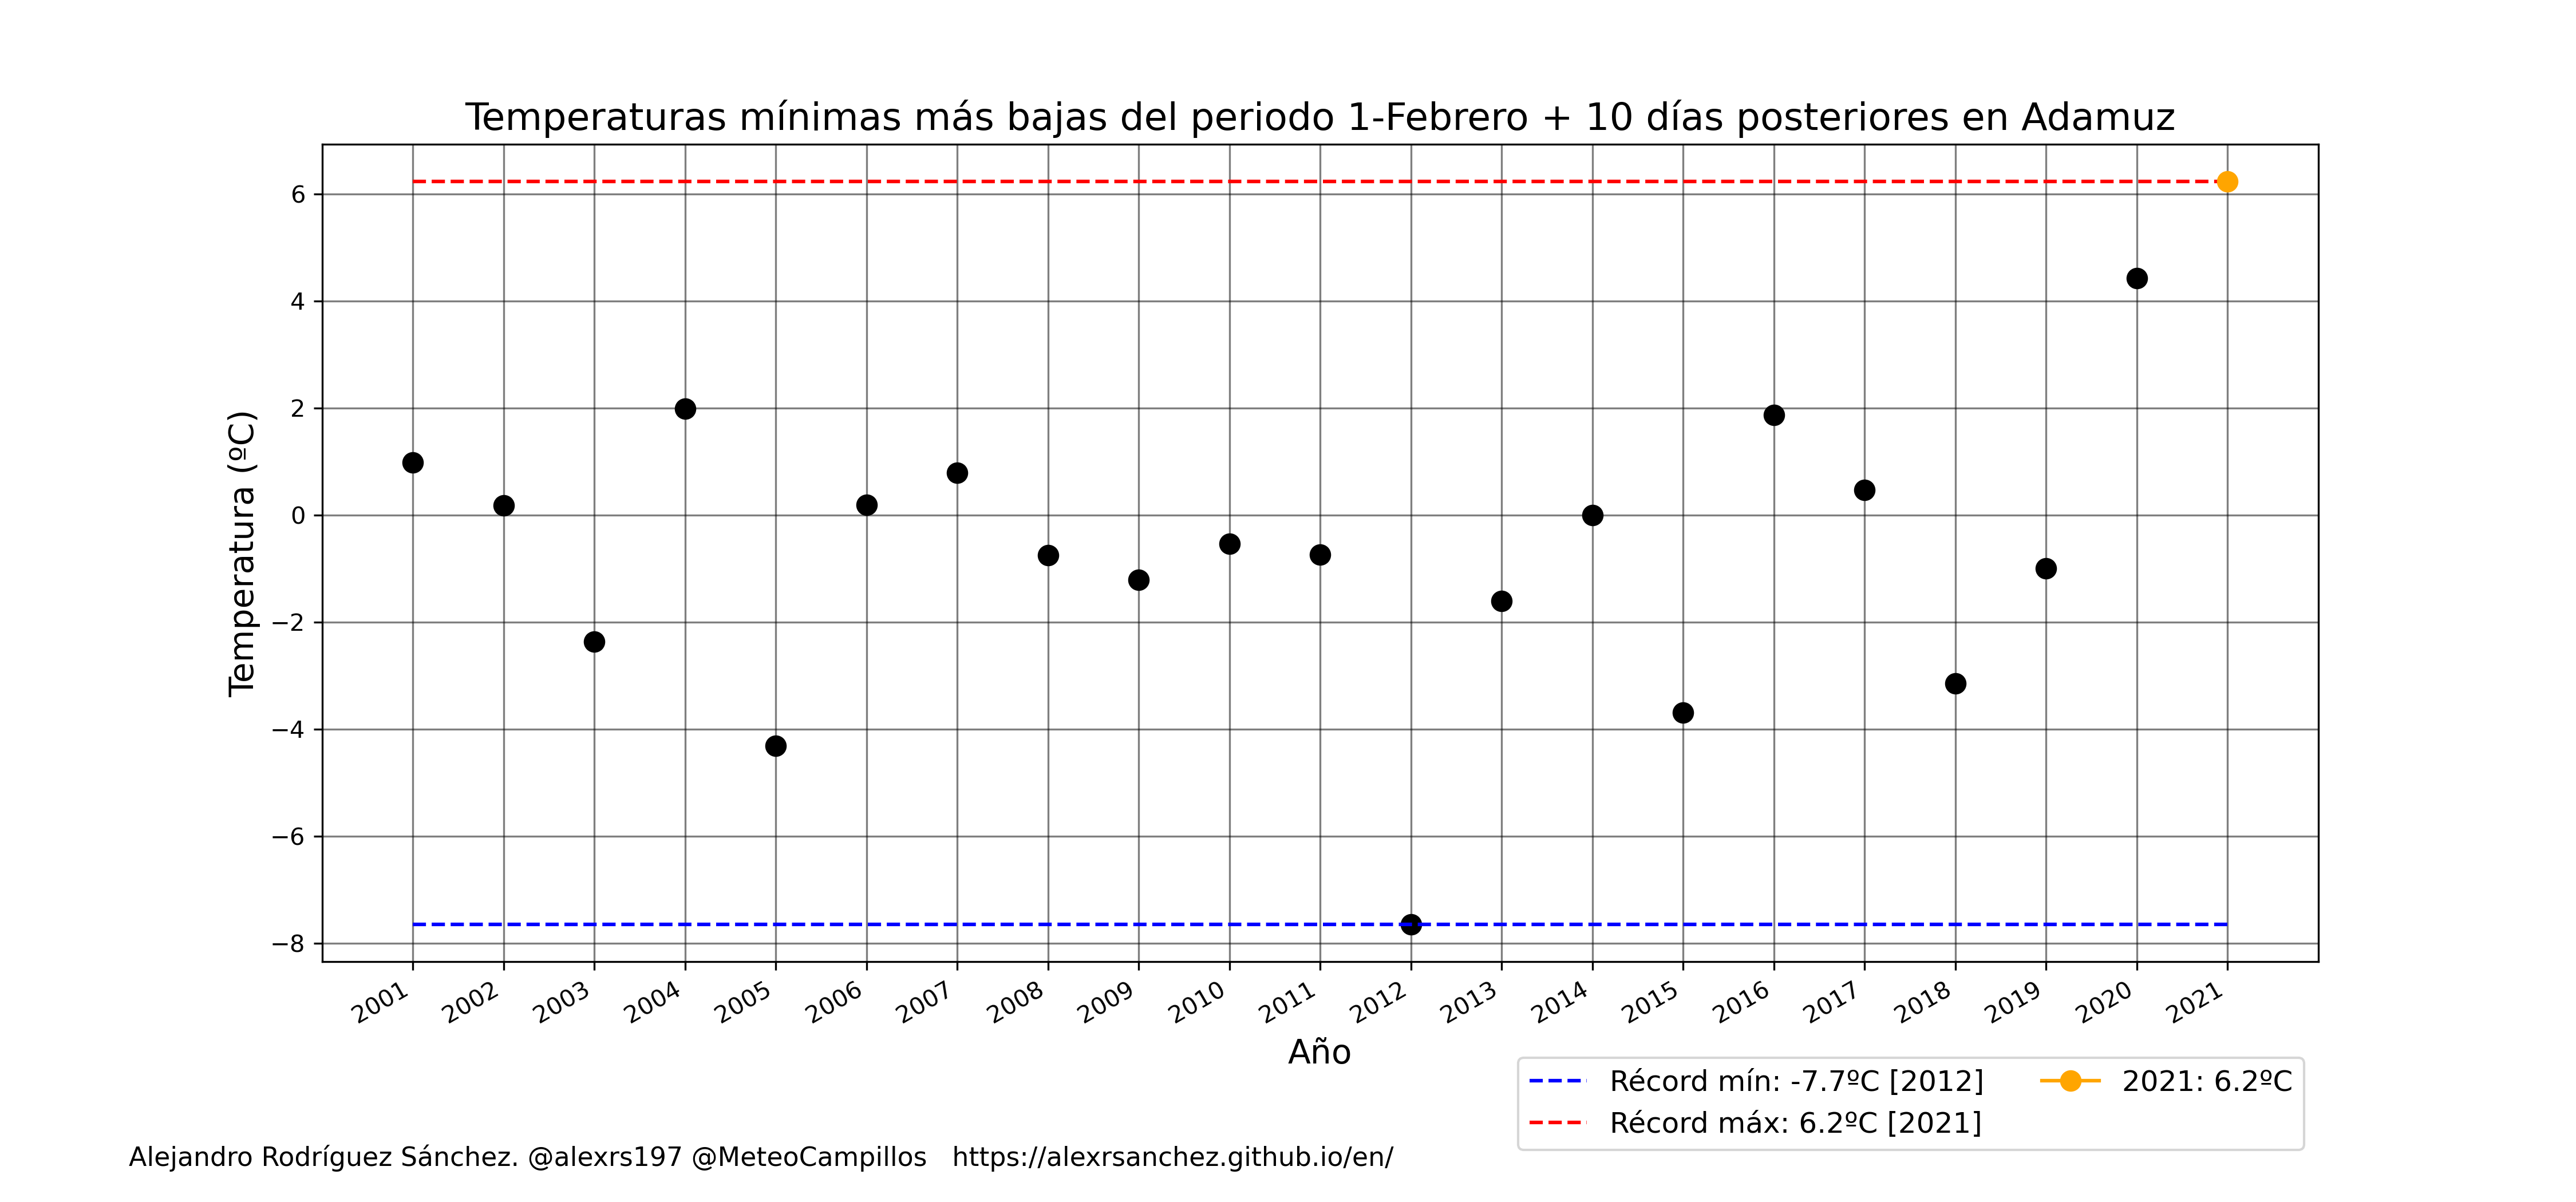 Temperaturas mínimas más bajas del periodo 1-Febrero + 10 días posteriores en Adamuz
Temperatura (ºC)
6
4
2
0
−2
−4
−6
−8
2001 2002 2003 2004 2005 2006 2007 2008 2009 2010 2011 2012 2013 2014 2015 2016 2017 2018 2019 2020 2021
Año
Récord mín: -7.7ºC [2012]
Récord máx: 6.2ºC [2021]
2021: 6.2ºC
Alejandro Rodríguez Sánchez. @alexrs197 @MeteoCampillos https://alexrsanchez.github.io/en/